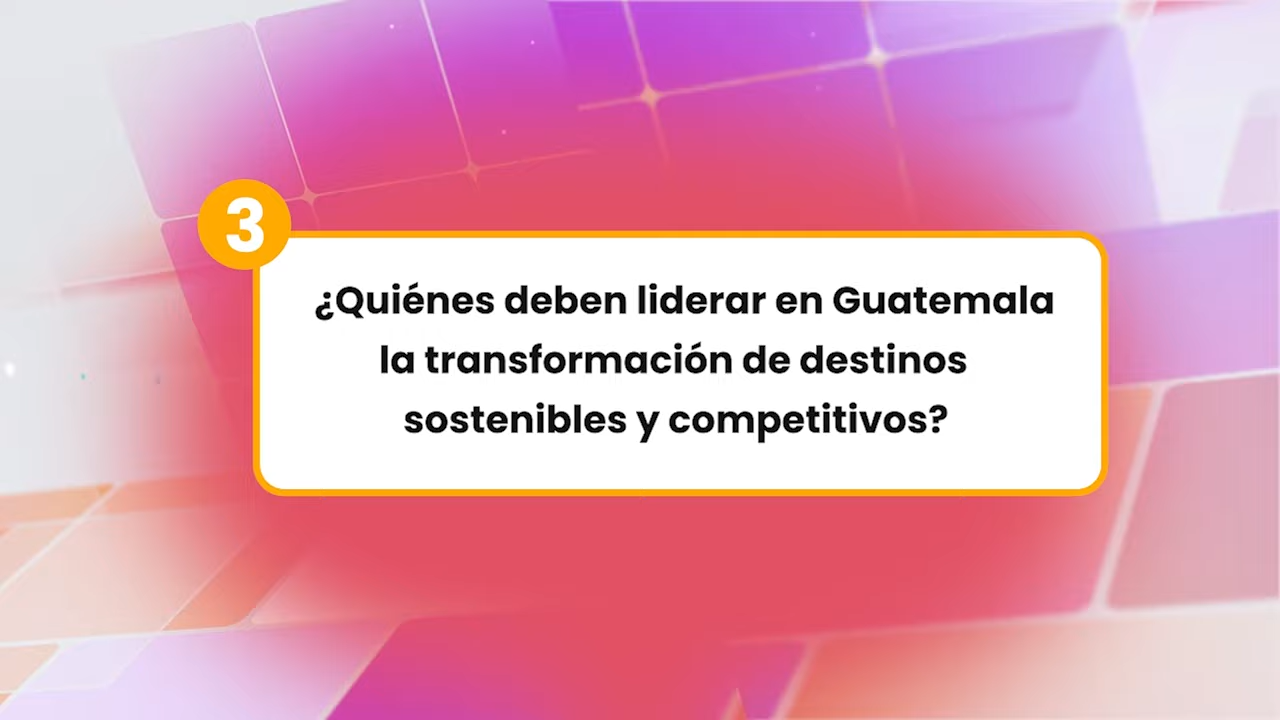 3
¿Quiénes deben liderar en Guatemala
la transformación de destinos
sostenibles y competitivos?